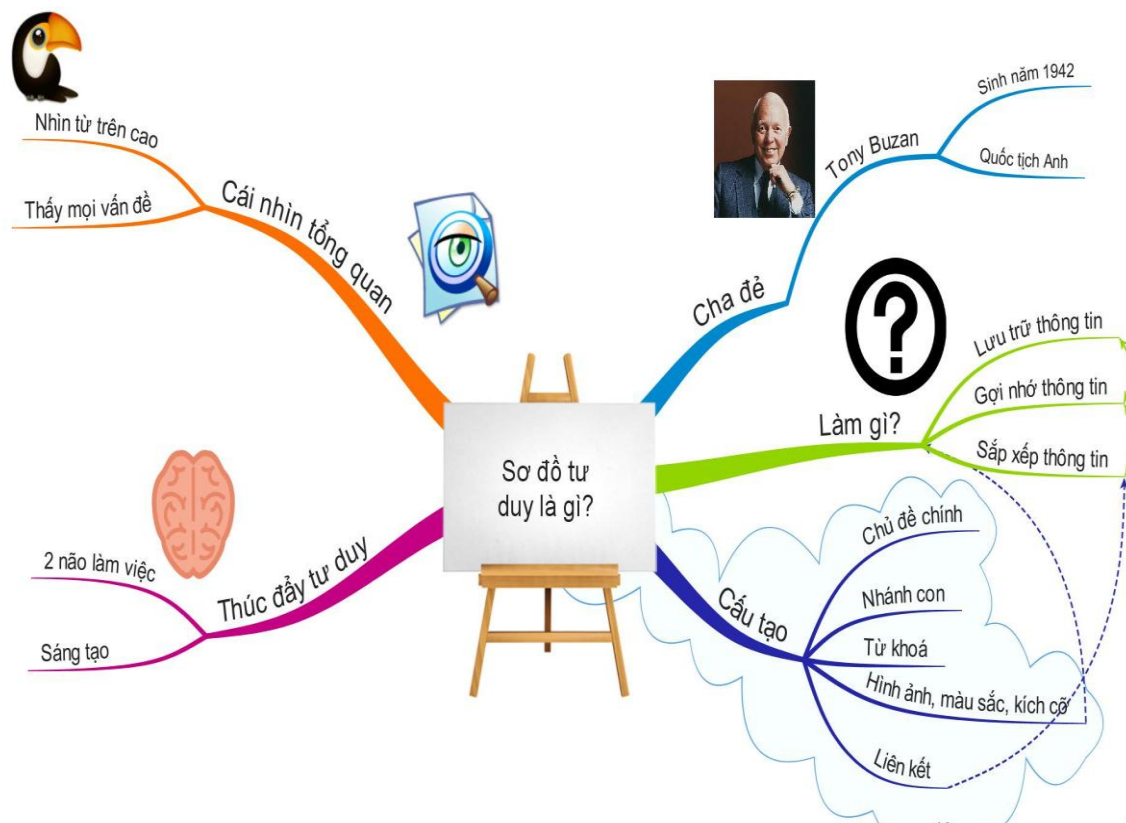 Sơ đồ tư
duy là gì?
Cha đẻ
Tony Buzan
Sinh năm 1942
Quốc tịch Anh
Làm gì?
Lưu trữ thông tin
Gợi nhớ thông tin
Sắp xếp thông tin
Cấu tạo
Chủ đề chính
Nhánh con
Từ khoá
Hình ảnh, màu sắc, kích cỡ
Liên kết
Thúc đẩy tư duy
2 não làm việc
Sáng tạo
Cái nhìn tổng quan
Nhìn từ trên cao
Thấy mọi vấn đề